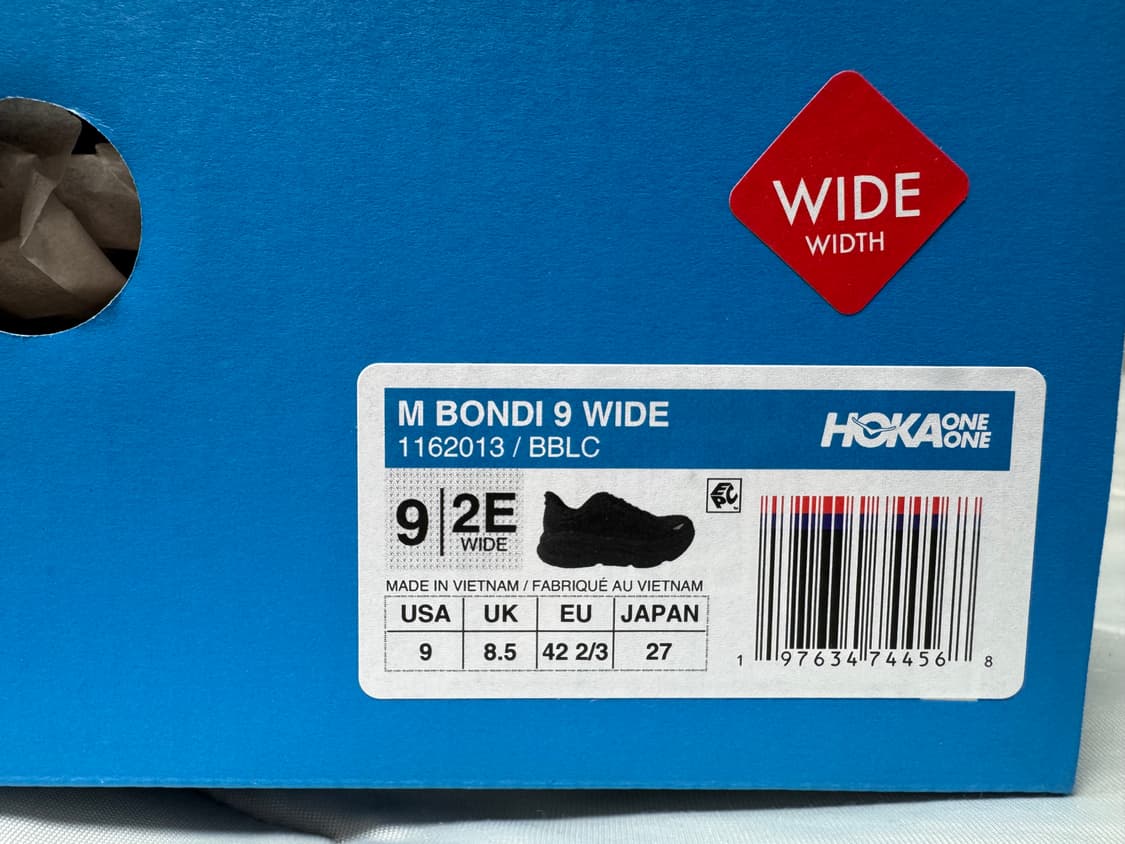 WIDE
WIDTH
M BONDI 9 WIDE
1162013 / BBLC
HOKA ONE ONE
9 | 2E
WIDE
EPC
MADE IN VIETNAM / FABRIQUÉ AU VIETNAM
USA UK EU JAPAN
9 8.5 42 2/3 27
1 97634 74456 8